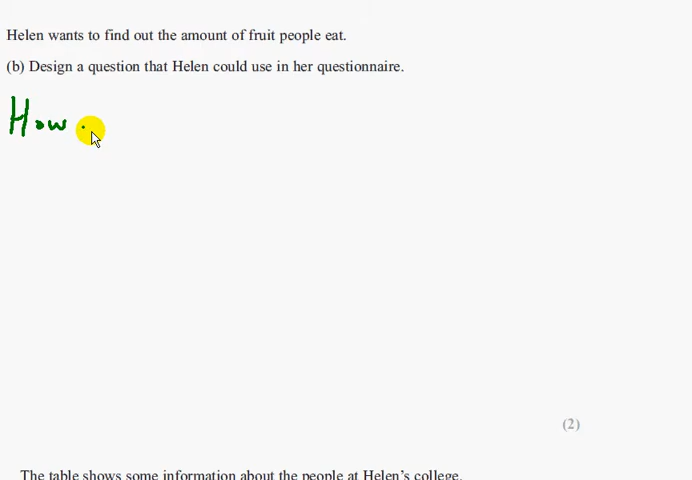 Helen wants to find out the amount of fruit people eat.
(b) Design a question that Helen could use in her questionnaire.
How
(2)
The table shows some information about the people at Helen's college.